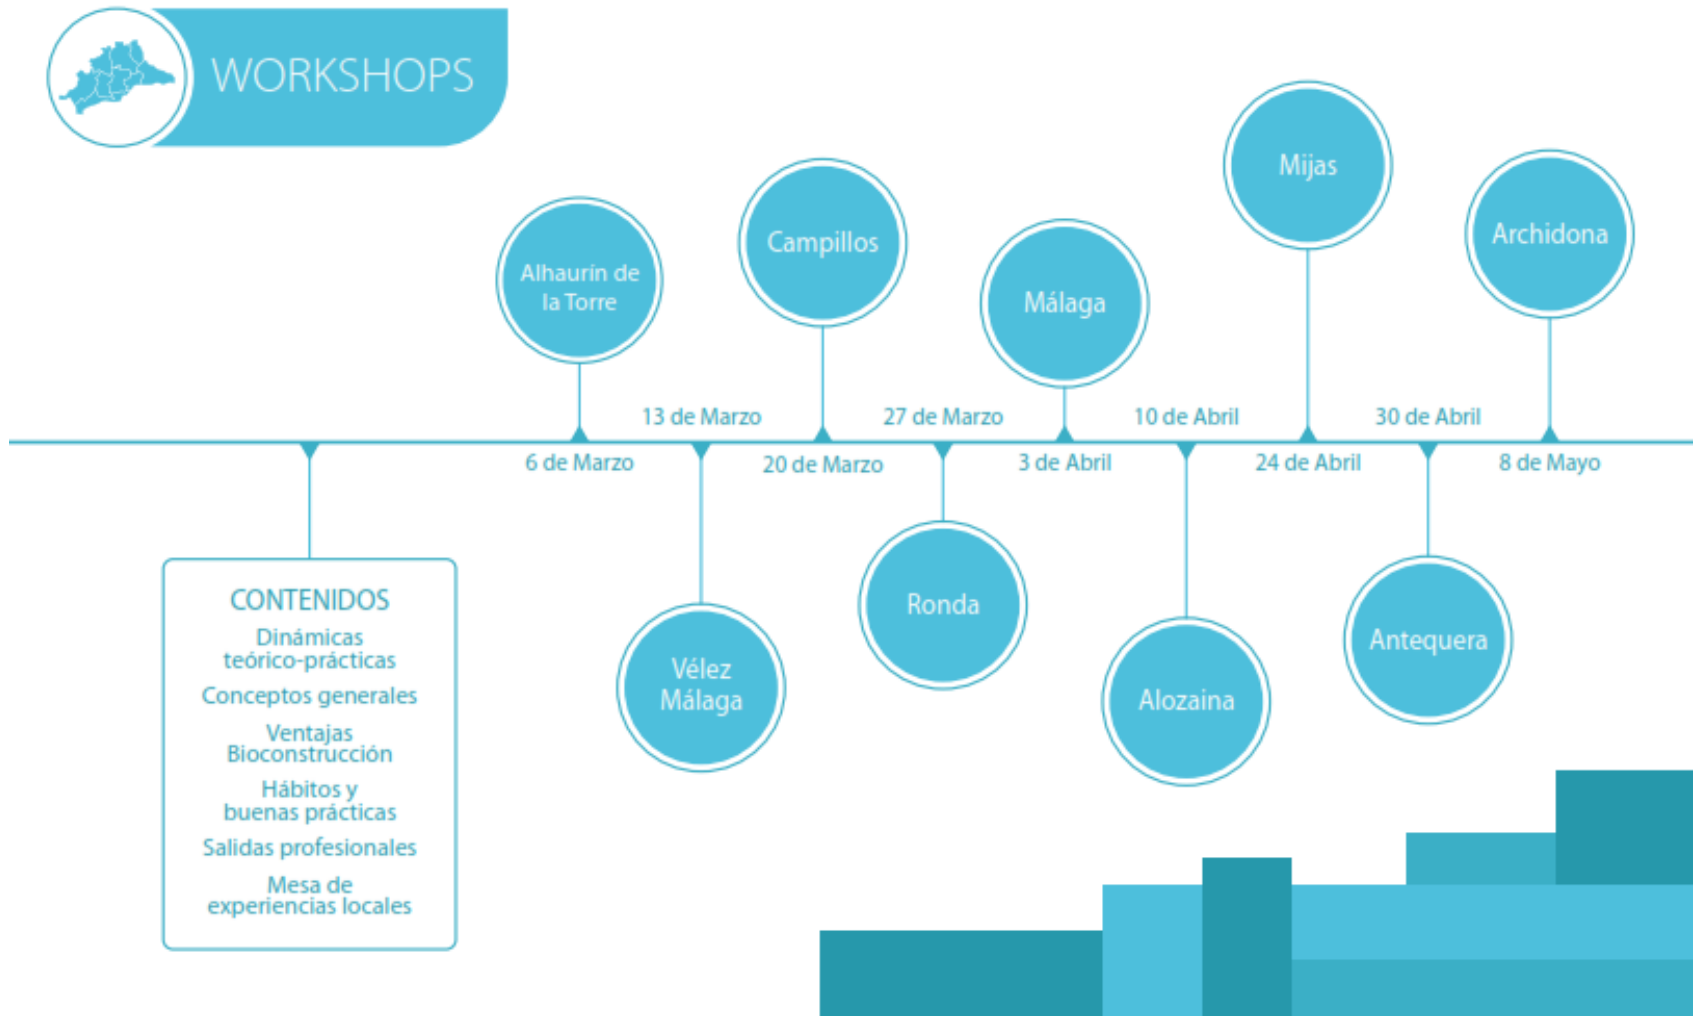 WORKSHOPS
Mijas
Archidona
Campillos
Alhaurín de
la Torre
Málaga
13 de Marzo
27 de Marzo
10 de Abril
30 de Abril
6 de Marzo
20 de Marzo
3 de Abril
24 de Abril
8 de Mayo
CONTENIDOS
Dinámicas
teórico-prácticas
Conceptos generales
Ventajas
Bioconstrucción
Hábitos y
buenas prácticas
Salidas profesionales
Mesa de
experiencias locales
Vélez
Málaga
Ronda
Alozaina
Antequera